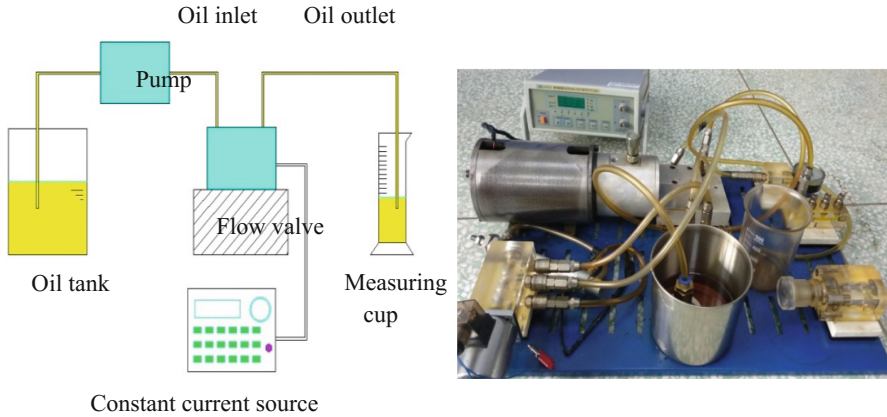 Oil inlet
Oil outlet
Pump
Flow valve
Oil tank
Measuring
cup
Constant current source